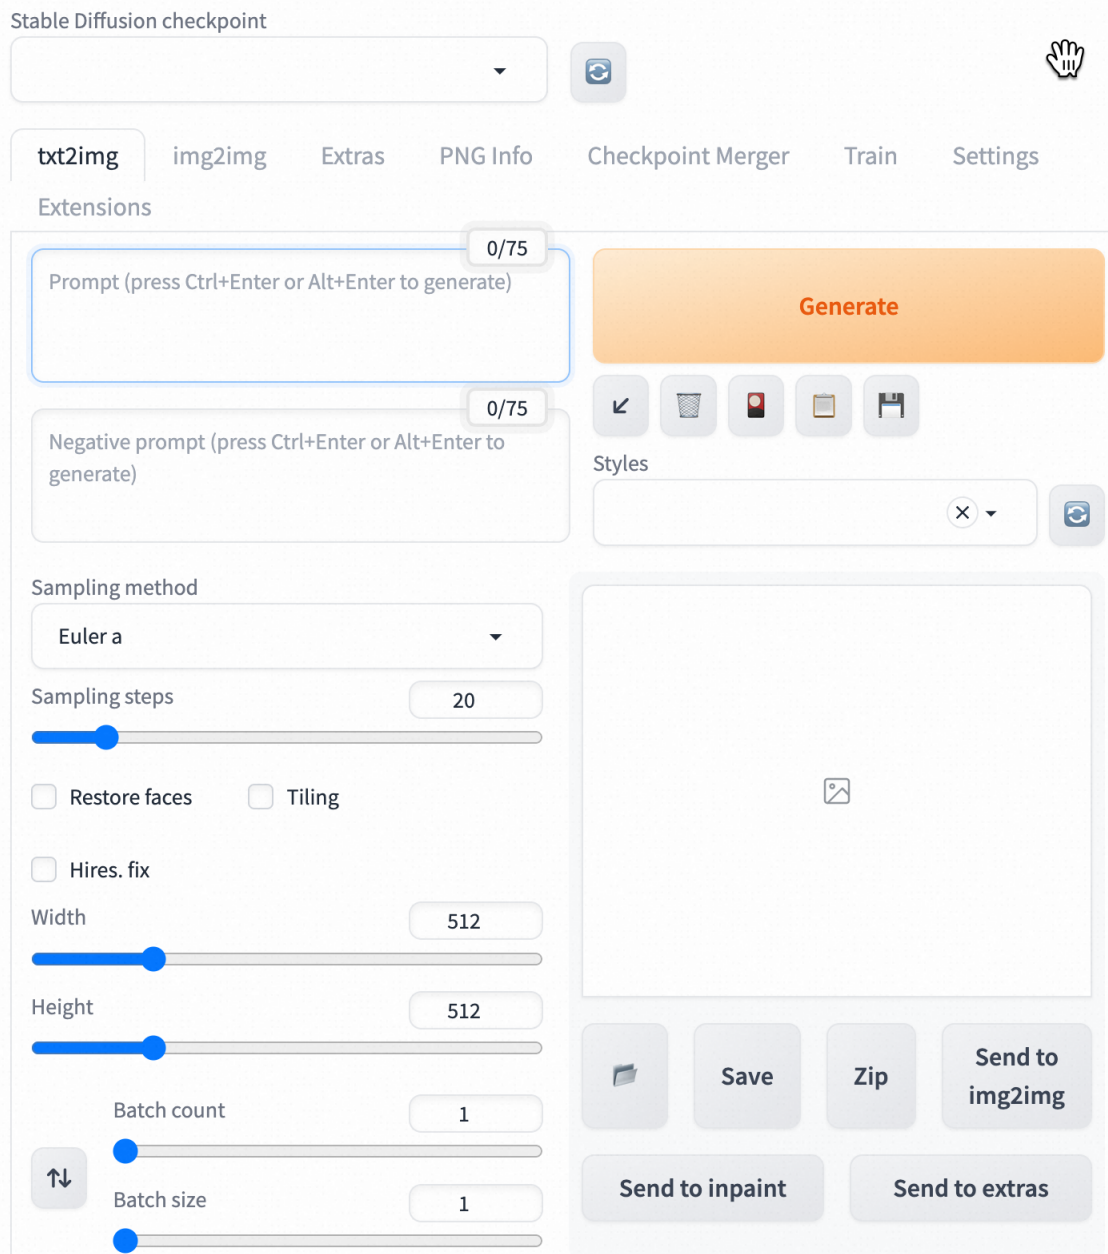 Stable Diffusion checkpoint
txt2img
img2img
Extras
PNG Info
Checkpoint Merger
Train
Settings
Extensions
0/75
Prompt (press Ctrl+Enter or Alt+Enter to generate)
Generate
0/75
Negative prompt (press Ctrl+Enter or Alt+Enter to
generate)
Styles
Sampling method
Euler a
Sampling steps
20
Restore faces
Tiling
Hires. fix
Width
512
Height
512
Batch count
1
Batch size
1
Save
Zip
Send to
img2img
Send to inpaint
Send to extras